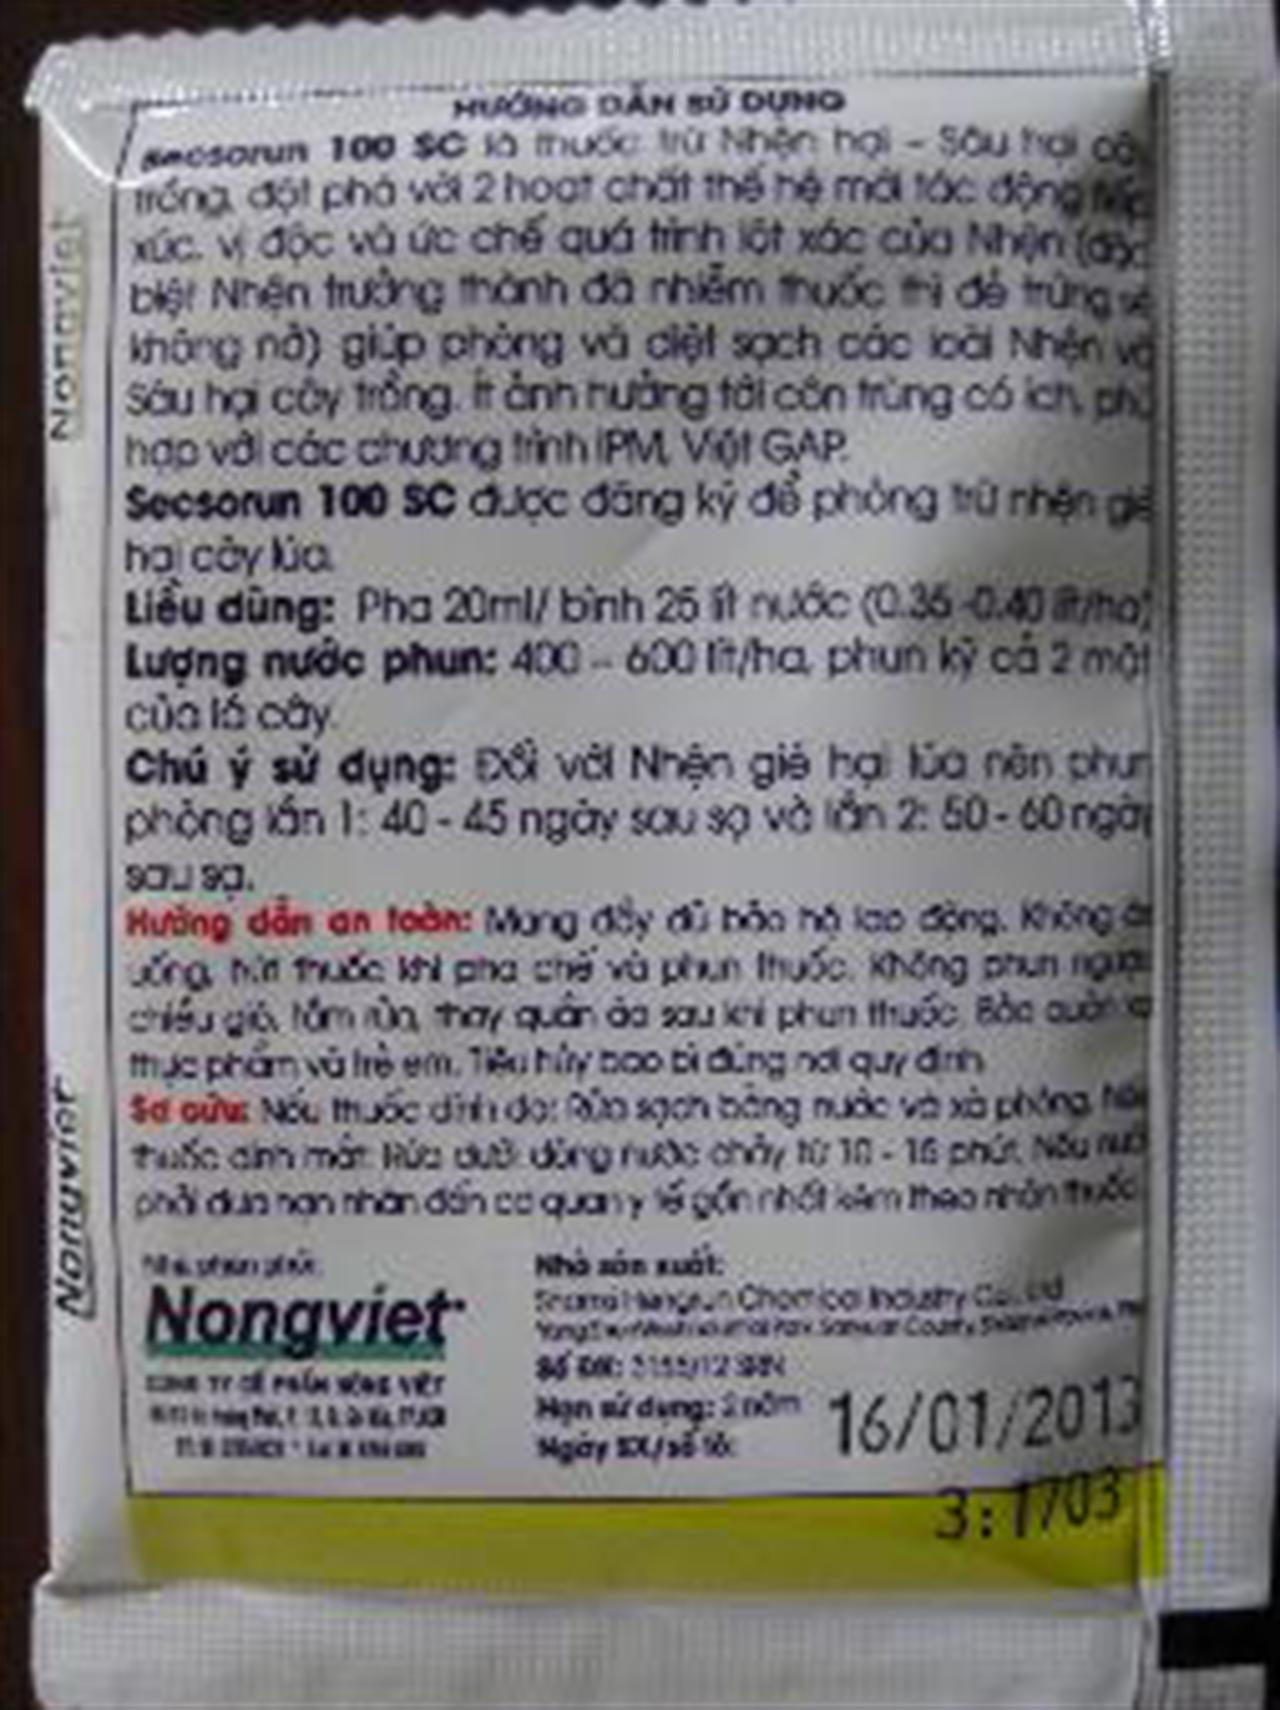 HƯỚNG DẪN SỬ DỤNG
Secsorun 100 SC là thuốc trừ Nhện hại - Sâu hại cây
trồng, đột phá với 2 hoạt chất thế hệ mới tác động tiếp
xúc, vị độc và ức chế quá trình lột xác của Nhện (đặc
biệt Nhện trưởng thành đã nhiễm thuốc thì đẻ trứng sẽ
không nở) giúp phòng và diệt sạch các loài Nhện và
Sâu hại cây trồng. Ít ảnh hưởng tới côn trùng có ích, phù
hợp với các chương trình IPM, Việt GAP.
Secsorun 100 SC được đăng ký để phòng trừ nhện gié
hại cây lúa.
Liều dùng: Pha 20ml/ bình 25 lít nước (0.35 -0.40 lít/ha)
Lượng nước phun: 400 - 600 lít/ha, phun kỹ cả 2 mặt
của lá cây.
Chú ý sử dụng: Đối với Nhện gié hại lúa nên phun
phòng lần 1: 40 - 45 ngày sau sạ và lần 2: 50 - 60 ngày
sau sạ.
Hướng dẫn an toàn: Mang đầy đủ bảo hộ lao động. Không ăn
uống, hút thuốc khi pha chế và phun thuốc. Không phun ngược
chiều gió, tắm rửa, thay quần áo sau khi phun thuốc. Bảo quản xa
thực phẩm và trẻ em. Tiêu hủy bao bì đúng nơi quy định
Sơ cứu: Nếu thuốc dính da: Rửa sạch bằng nước và xà phòng. Nếu
thuốc dính mắt: Rửa dưới dòng nước chảy từ 10 - 15 phút. Nếu nuốt
phải đưa nạn nhân đến cơ quan y tế gần nhất kèm theo nhãn thuốc
Nhà phân phối:
Nongviet
CÔNG TY CỔ PHẦN NÔNG VIỆT
Nhà sản xuất:
Hengrun Chemical Industry Co., Ltd
Số ĐK:
Hạn sử dụng: 2 năm
Ngày SX/số lô: 16/01/2013
3:1703
Nongviet
Nongviet